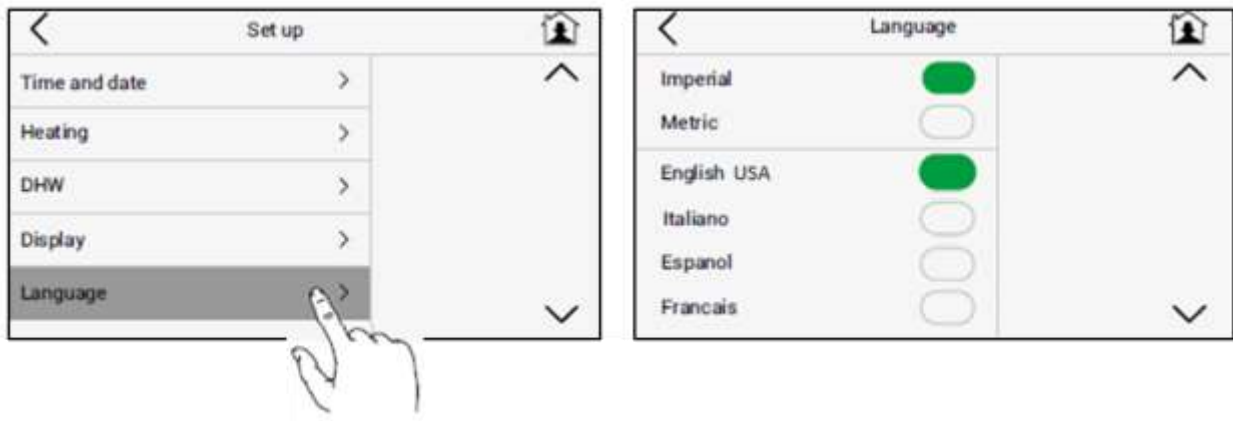 Set up
Time and date
Heating
DHW
Display
Language
Language
Imperial
Metric
English USA
Italiano
Espanol
Francais